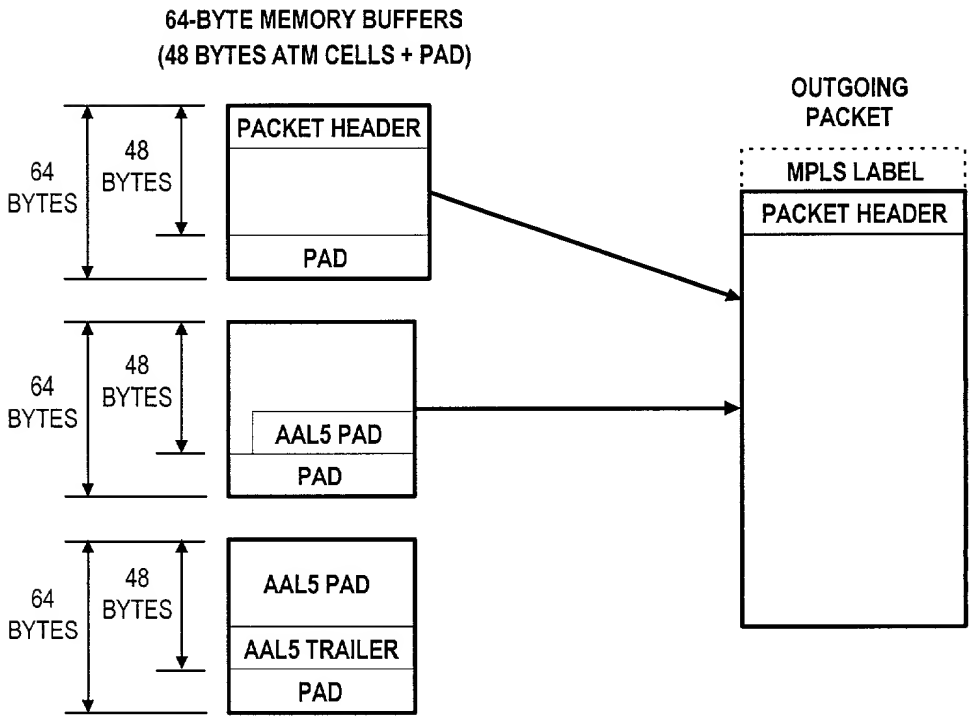 64-BYTE MEMORY BUFFERS
(48 BYTES ATM CELLS + PAD)
OUTGOING
PACKET
MPLS LABEL
PACKET HEADER
64
BYTES
48
BYTES
PACKET HEADER
PAD
64
BYTES
48
BYTES
AAL5 PAD
PAD
64
BYTES
48
BYTES
AAL5 PAD
AAL5 TRAILER
PAD